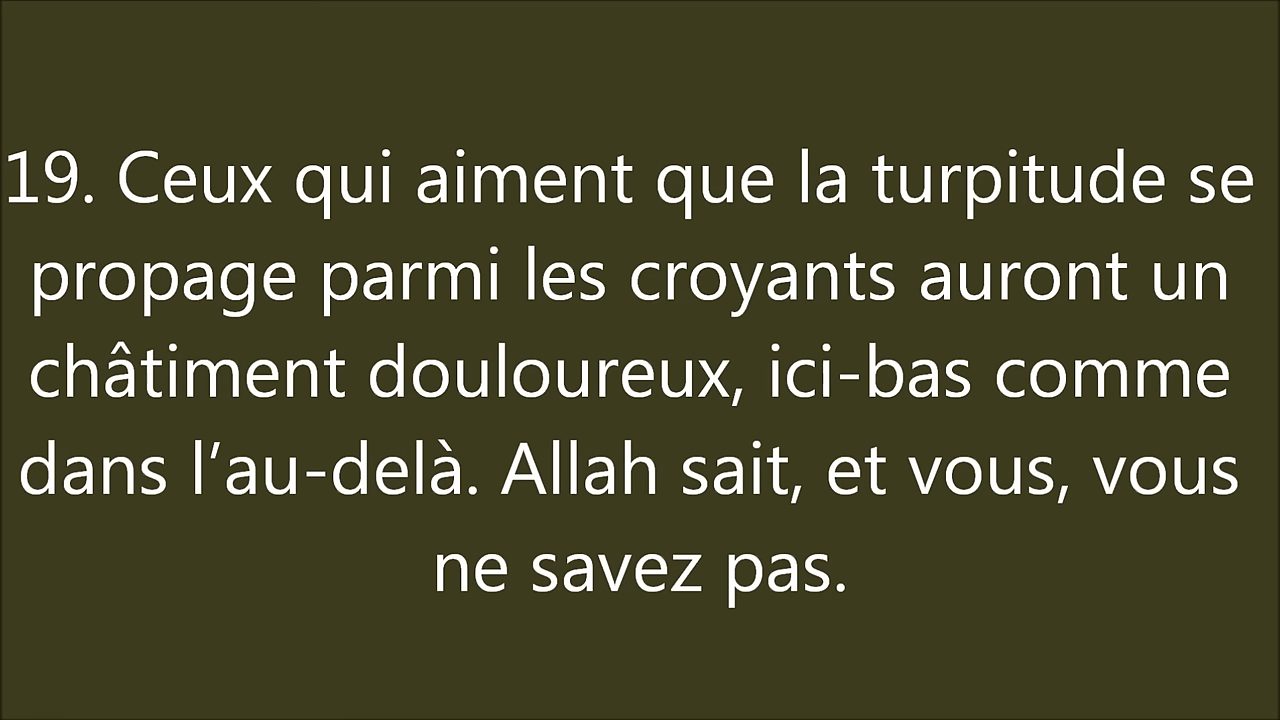 19. Ceux qui aiment que la turpitude se
propage parmi les croyants auront un
châtiment douloureux, ici-bas comme
dans l’au-delà. Allah sait, et vous, vous
ne savez pas.